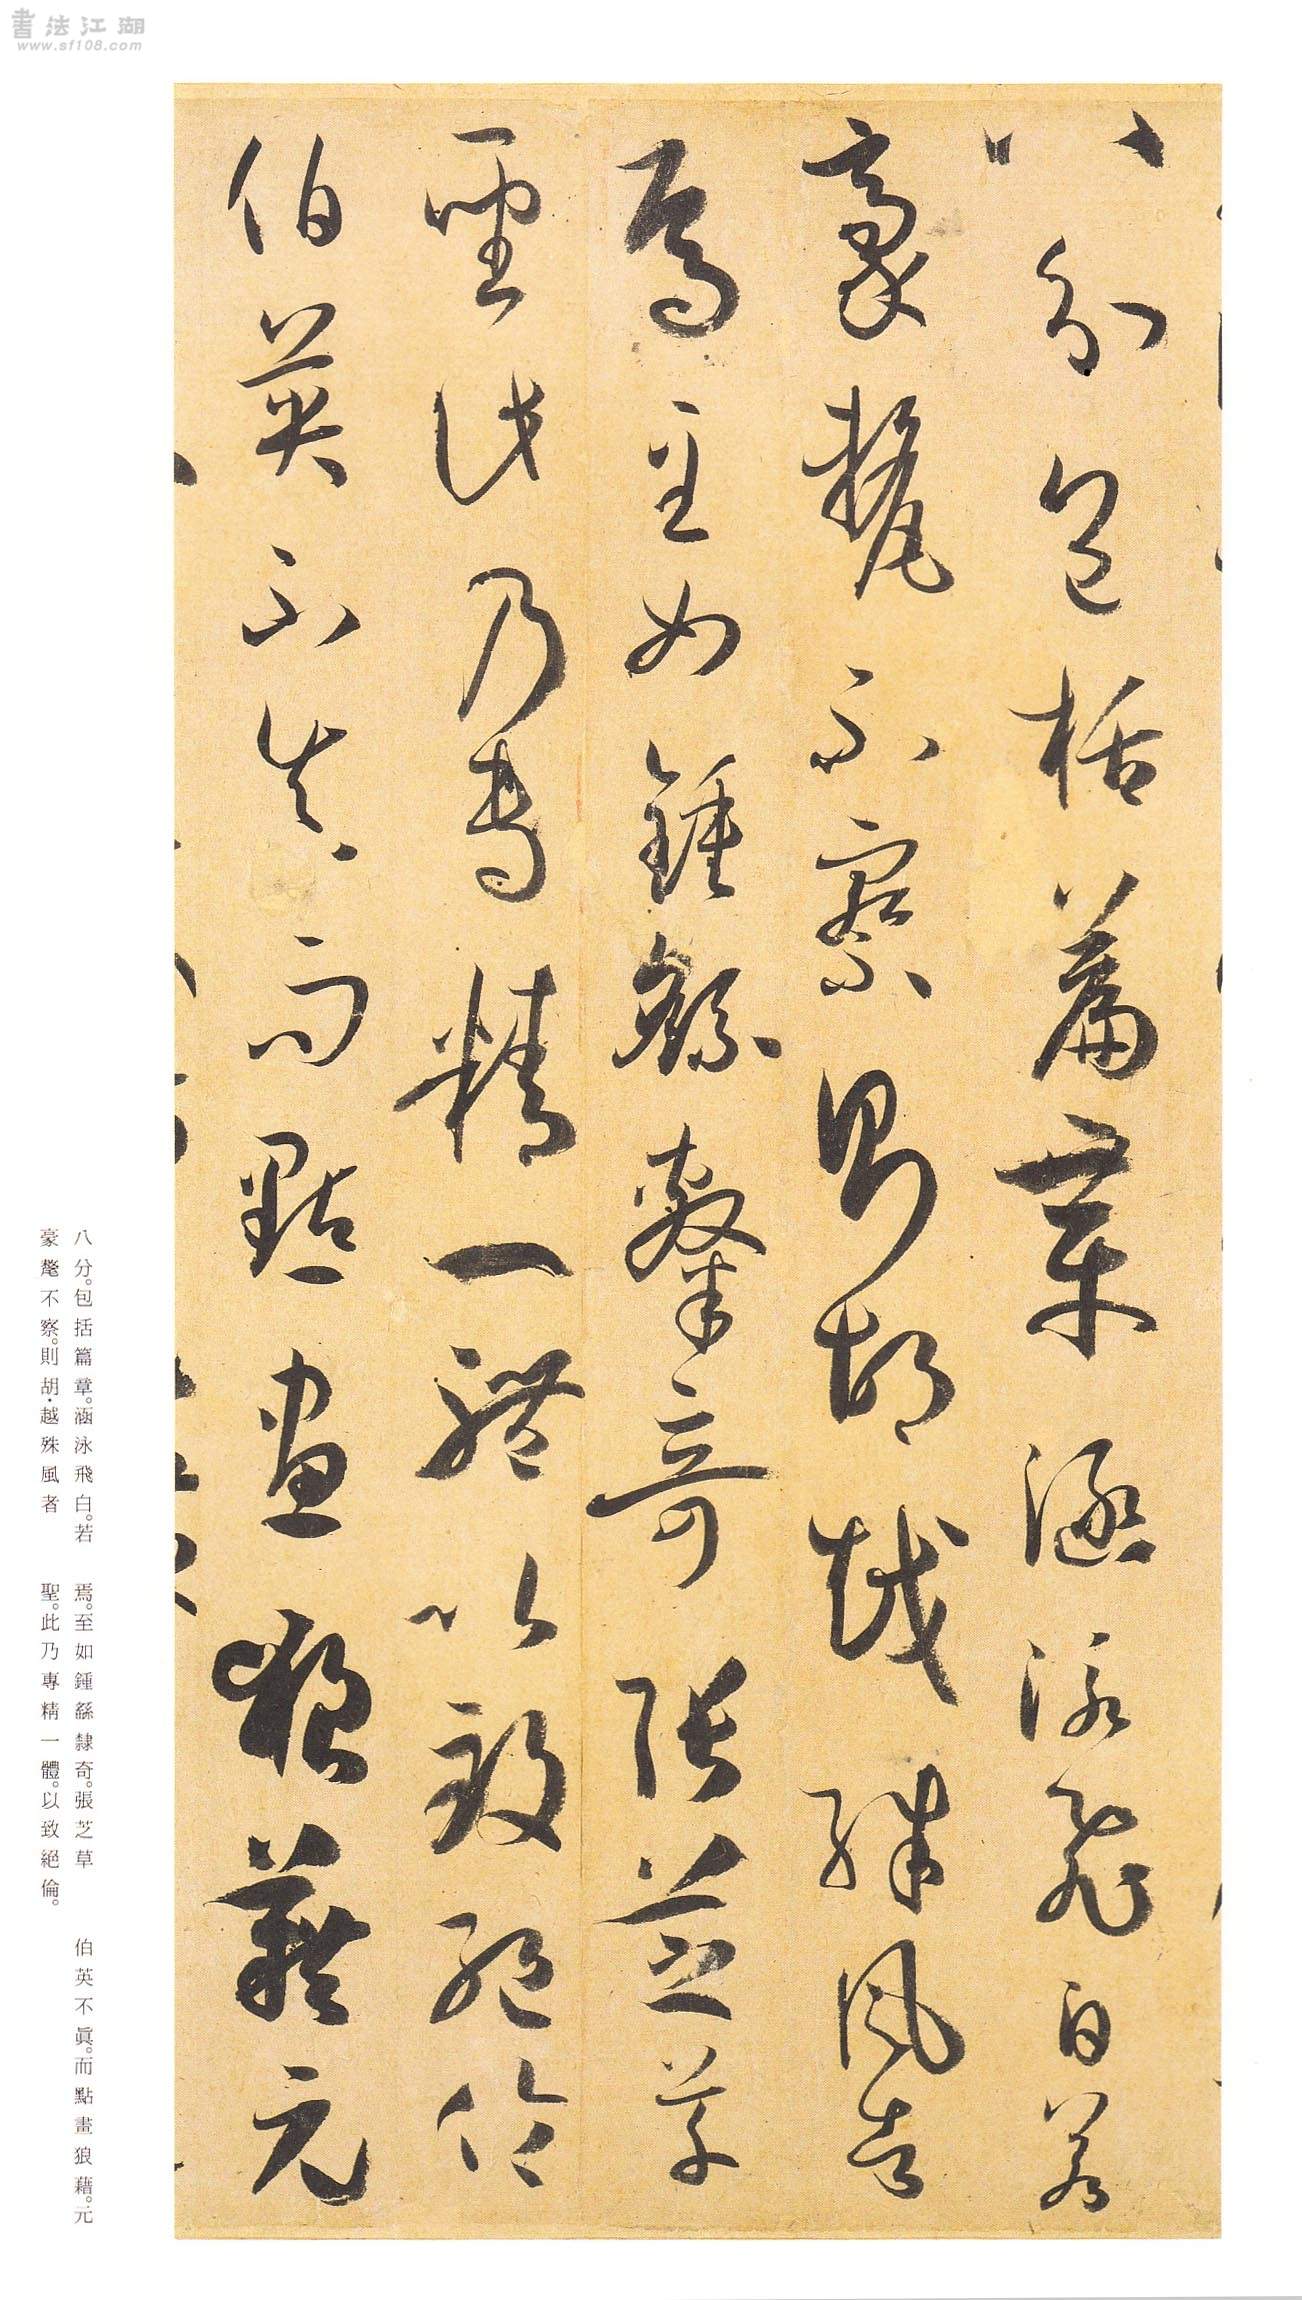 書法江湖
www.sf108.com
八分包括篇章涵泳飛白若
豪氂不察則胡越殊風者
焉至如鍾繇隸奇張芝草
聖此乃專精一體以致絕倫
伯英不真而點畫狼藉元
八分。包括篇章。涵泳飛白。若
豪氂不察。則胡・越殊風者
焉。至如鍾繇隸奇。張芝草
聖。此乃專精一體。以致絕倫。
伯英不眞。而點畫狼藉。元